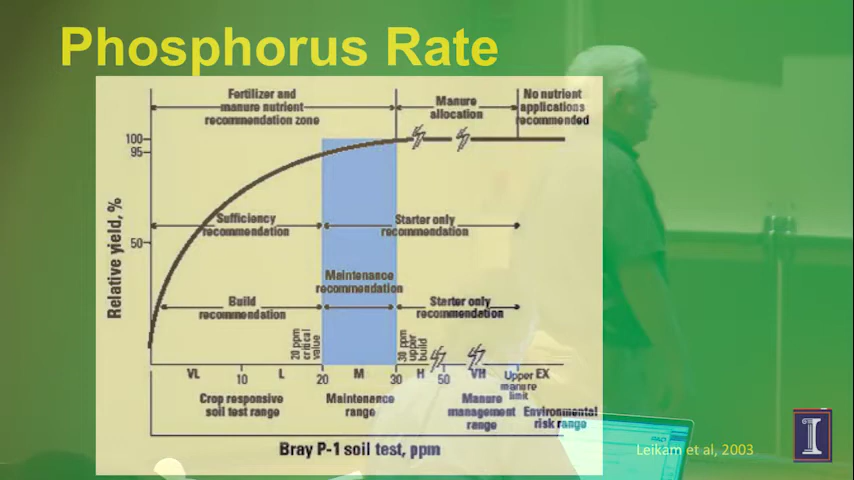 Phosphorus Rate
Fertilizer and
manure nutrient
recommendation zone
Manure
allocation
No nutrient
applications
recommended
100
95
50
Relative yield, %
Sufficiency
recommendation
Starter only
recommendation
Maintenance
recommendation
Build
recommendation
Starter only
recommendation
20 ppm
critical
value
30 ppm
upper
build
VL
10
L
20
M
30
H
50
VH
Upper
manure
limit
EX
Crop responsive
soil test range
Maintenance
range
Manure
management
range
Environmental
risk range
Bray P-1 soil test, ppm
Leikam et al, 2003
I